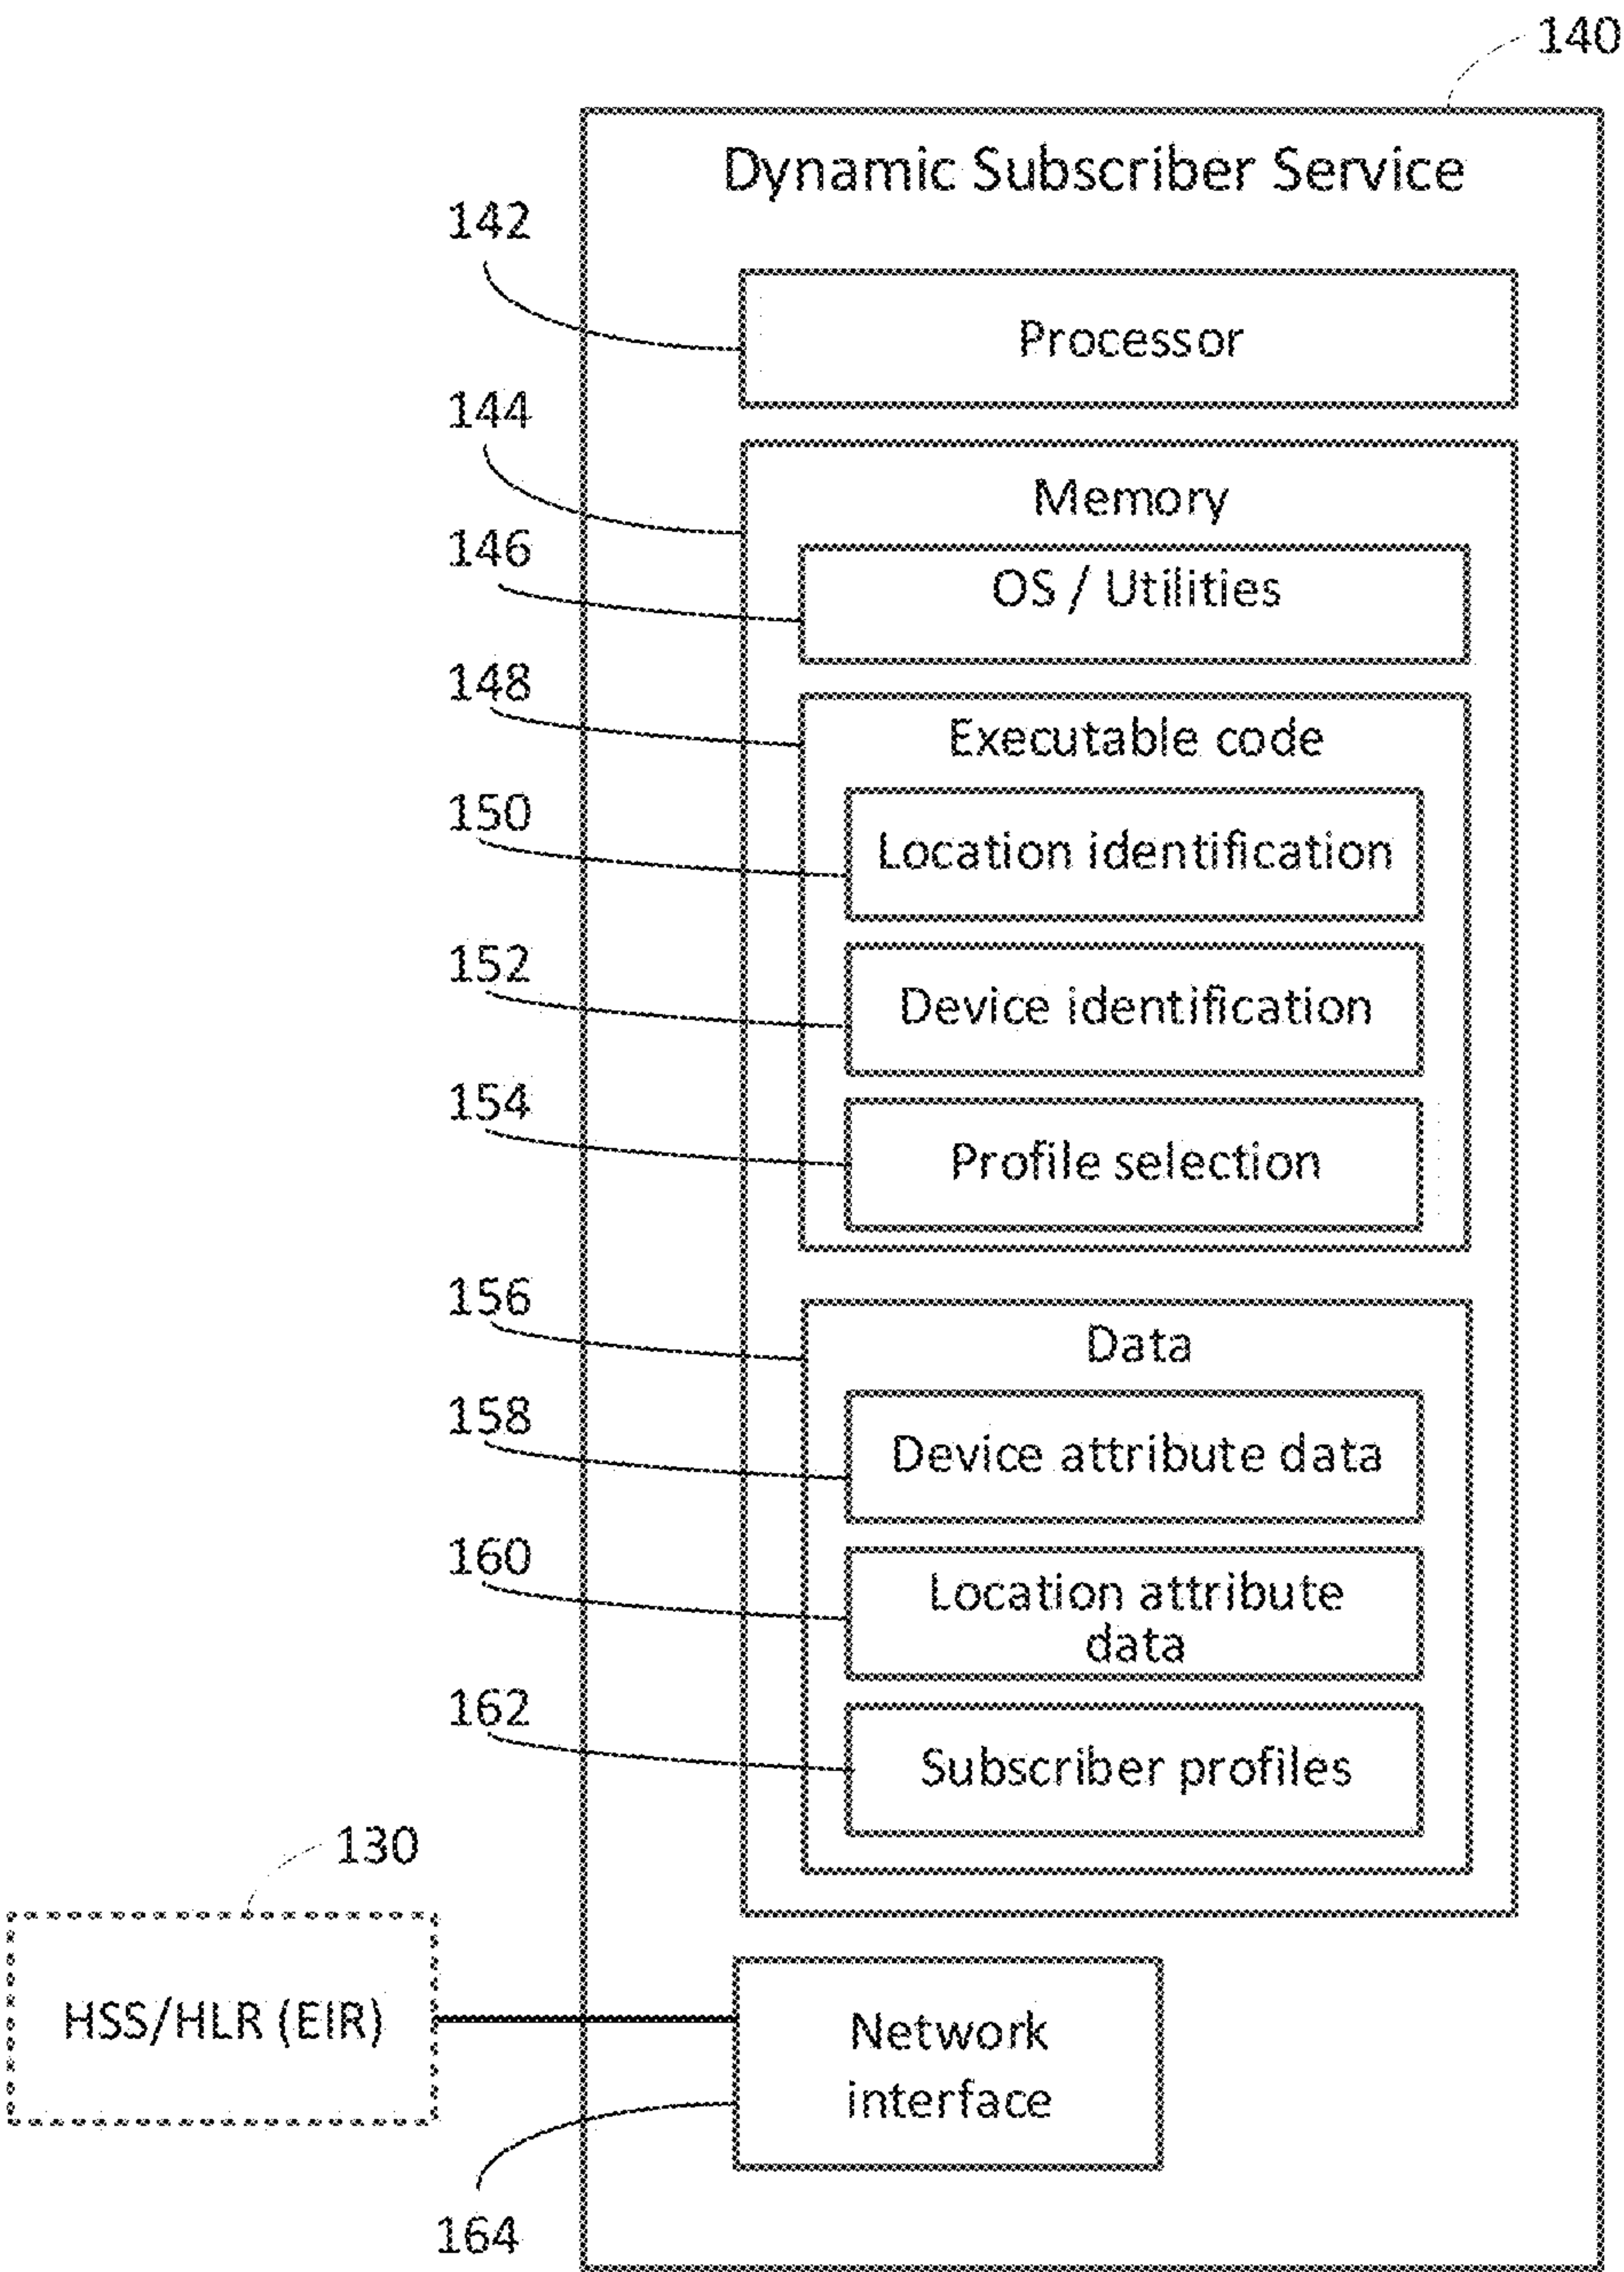 140
Dynamic Subscriber Service
142
Processor
144
Memory
146
OS / Utilities
148
Executable code
150
Location identification
152
Device identification
154
Profile selection
156
Data
158
Device attribute data
160
Location attribute
data
162
Subscriber profiles
130
HSS/HLR (EIR)
Network
interface
164